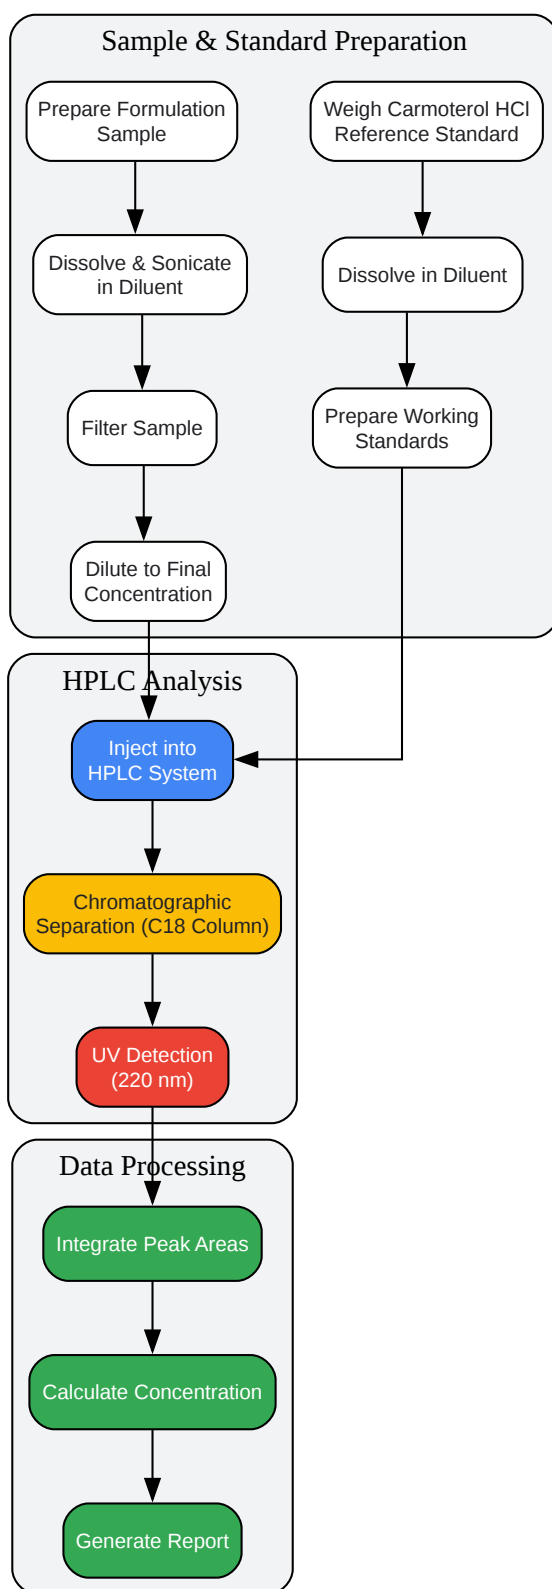 Sample & Standard Preparation
Prepare Formulation
Sample
Weigh Carmoterol HCl
Reference Standard
Dissolve & Sonicate
in Diluent
Dissolve in Diluent
Filter Sample
Prepare Working
Standards
Dilute to Final
Concentration
HPLC Analysis
Inject into
HPLC System
Chromatographic
Separation (C18 Column)
UV Detection
(220 nm)
Data Processing
Integrate Peak Areas
Calculate Concentration
Generate Report